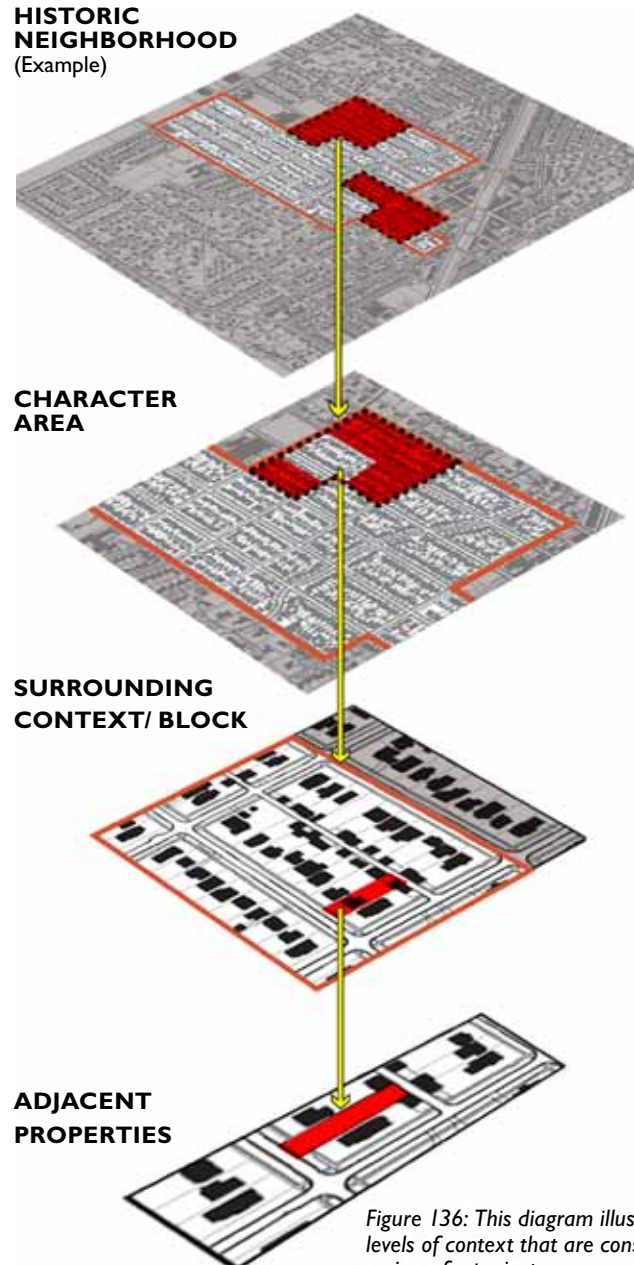 HISTORIC
NEIGHBORHOOD
(Example)
CHARACTER
AREA
SURROUNDING
CONTEXT/ BLOCK
ADJACENT
PROPERTIES
Figure 136: This diagram illus
levels of context that are cons